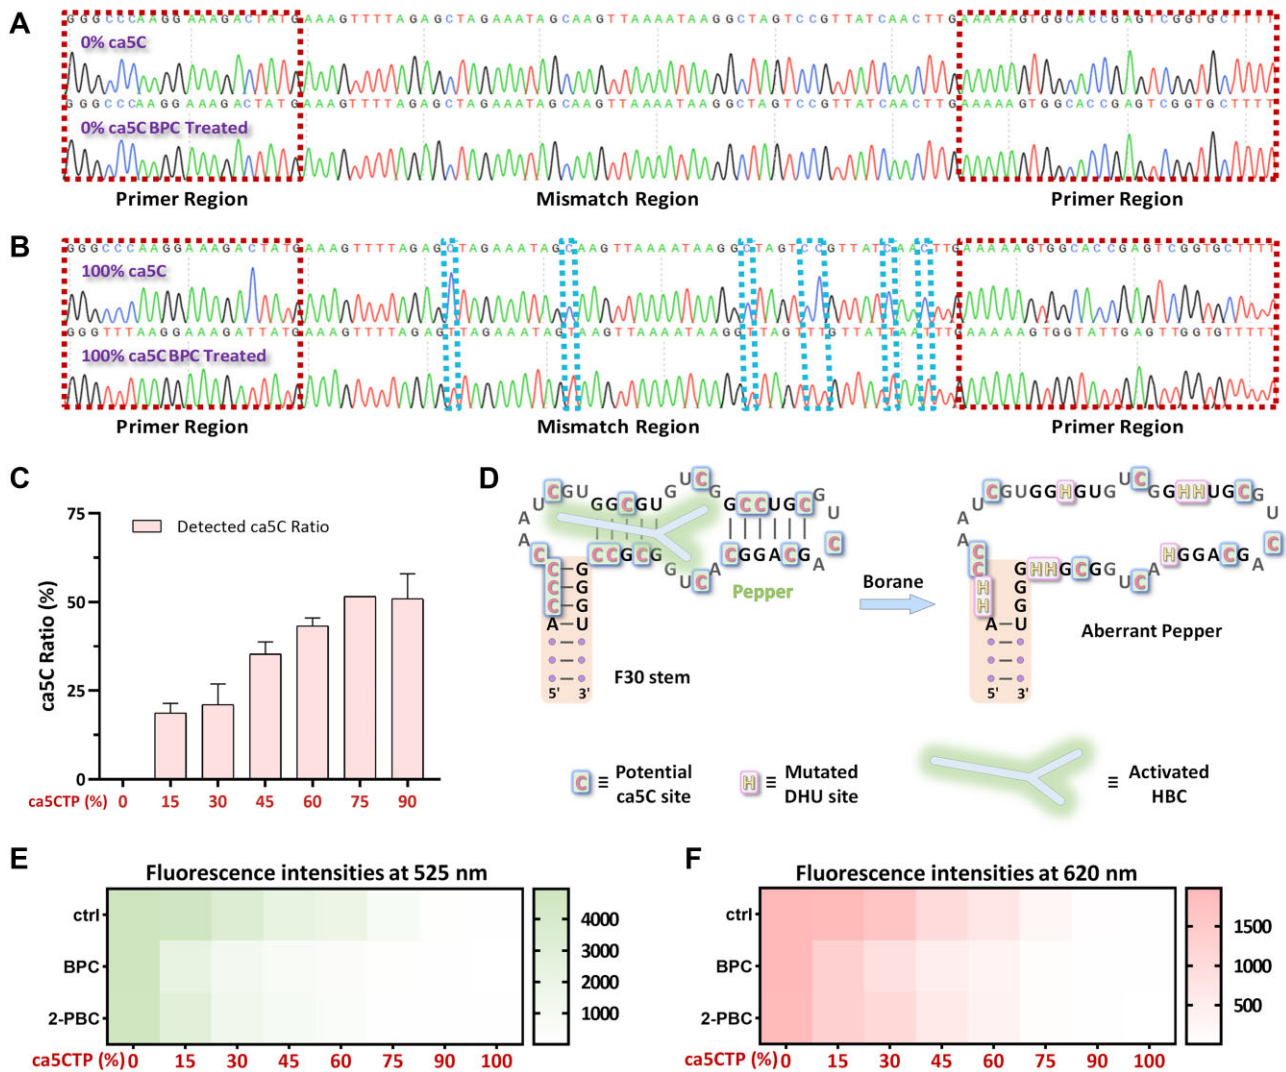 A
GGGCCCAAGGAAAGACTATGAAAGTTTTAGAGCTAGAAATAGCAAGTTAAAATAAGGCTAGTCCGTTATCAACTTGAAAAAGTGGCACCGAGTCGGTGCTTTT
0% ca5C
GGGCCCAAGGAAAGACTATGAAAGTTTTAGAGCTAGAAATAGCAAGTTAAAATAAGGCTAGTCCGTTATCAACTTGAAAAAGTGGCACCGAGTCGGTGCTTTT
0% ca5C BPC Treated
Primer Region Mismatch Region Primer Region
B
GGGCCCAAGGAAAGACTATGAAAGTTTTAGAGCTAGAAATAGCAAGTTAAAATAAGGCTAGTCCGTTATCAACTTGAAAAAGTGGCACCGAGTCGGTGCTTTT
100% ca5C
GGGTTTAAGGAAAGATTATGAAAGTTTTAGAGTTAGAAATAGTAAGTTAAAATAAGGTTAGTTTGTTATTAATTTGAAAAAGTGGTATTGAGTTGGTGTTTTT
100% ca5C BPC Treated
Primer Region Mismatch Region Primer Region
C
75
50
25
0
ca5C Ratio (%)
Detected ca5C Ratio
ca5CTP (%) 0 15 30 45 60 75 90
D
A A U C G U G G C G U G U C G G C C U G C G U C
C C G C G G U C A C G G A C G A
C C C C A
G G G U
5' 3'
Pepper
F30 stem
Borane
A A U C G U G G H G U G U C G G H H U G C G U C
H H G C G G U C A H G G A C G A
C C H H A
G G G U
5' 3'
Aberrant Pepper
C ≡ Potential ca5C site
H ≡ Mutated DHU site
≡ Activated HBC
E
Fluorescence intensities at 525 nm
ctrl
BPC
2-PBC
4000
3000
2000
1000
ca5CTP (%) 0 15 30 45 60 75 90 100
F
Fluorescence intensities at 620 nm
ctrl
BPC
2-PBC
1500
1000
500
ca5CTP (%) 0 15 30 45 60 75 90 100